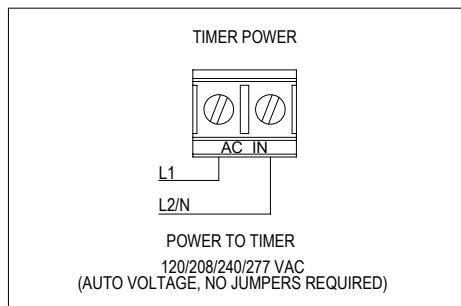 TIMER POWER
AC IN
L1
L2/N
POWER TO TIMER
120/208/240/277 VAC
(AUTO VOLTAGE, NO JUMPERS REQUIRED)